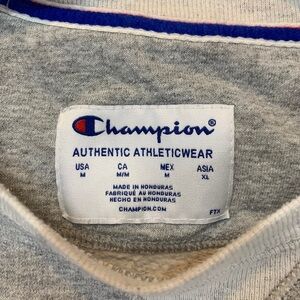 Champion®
AUTHENTIC ATHLETICWEAR
USA CA MEX ASIA
M M/M M XL
MADE IN HONDURAS
FABRIQUÉ AU HONDURAS
HECHO EN HONDURAS
CHAMPION.COM
FTH